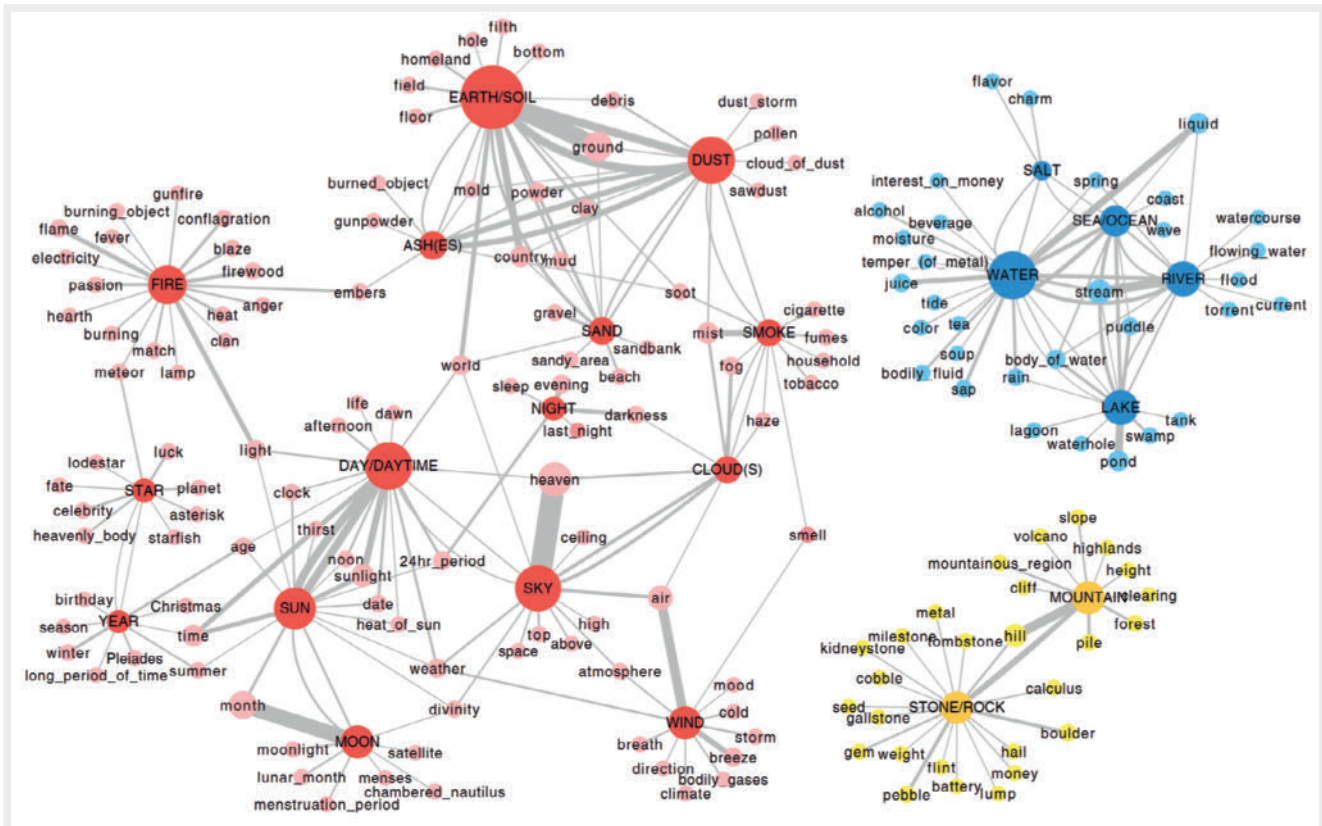 filth
hole
homeland
bottom
field
EARTH/SOIL
floor
debris
dust_storm
pollen
ground
DUST
cloud_of_dust
sawdust
burned_object
mold
powder
gunpowder
clay
ASH(ES)
country
mud
embers
soot
gunfire
burning_object
conflagration
flame
fever
blaze
electricity
firewood
passion
FIRE
anger
hearth
heat
burning
clan
match
meteor
lamp
gravel
SAND
sandbank
sandy_area
beach
world
mist
SMOKE
cigarette
fumes
fog
household
tobacco
haze
evening
sleep
NIGHT
darkness
last_night
life
dawn
afternoon
light
DAY/DAYTIME
heaven
CLOUD(S)
luck
lodestar
fate
STAR
planet
celebrity
asterisk
heavenly_body
starfish
clock
thirst
age
noon
sunlight
24hr_period
ceiling
smell
SKY
air
birthday
Christmas
SUN
date
season
YEAR
heat_of_sun
time
high
top
above
winter
Pleiades
space
long_period_of_time
summer
weather
atmosphere
month
divinity
mood
moonlight
MOON
satellite
WIND
cold
storm
breath
breeze
lunar_month
menses
direction
bodily_gases
chambered_nautilus
climate
menstruation_period
flavor
charm
liquid
SALT
interest_on_money
spring
alcohol
beverage
SEA/OCEAN
coast
watercourse
moisture
wave
temper_(of_metal)
flowing_water
WATER
RIVER
juice
stream
flood
tide
torrent
current
color
tea
puddle
soup
body_of_water
bodily_fluid
rain
sap
LAKE
tank
lagoon
swamp
waterhole
pond
slope
volcano
highlands
mountainous_region
height
cliff
MOUNTAIN
clearing
metal
forest
milestone
tombstone
hill
pile
kidneystone
cobble
calculus
seed
STONE/ROCK
gallstone
boulder
gem
weight
hail
flint
money
pebble
battery
lump